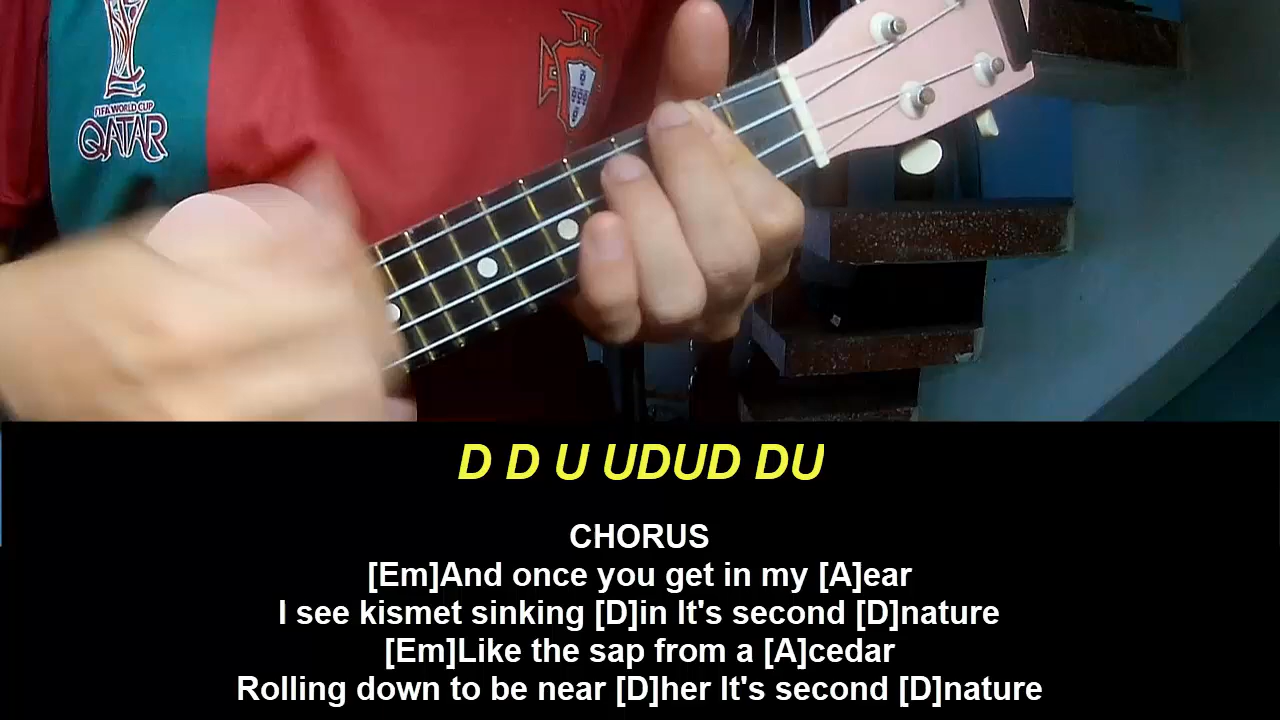 FIFA WORLD CUP
QATAR
D D U UDUD DU
CHORUS
[Em]And once you get in my [A]ear
I see kismet sinking [D]in It's second [D]nature
[Em]Like the sap from a [A]cedar
Rolling down to be near [D]her It's second [D]nature